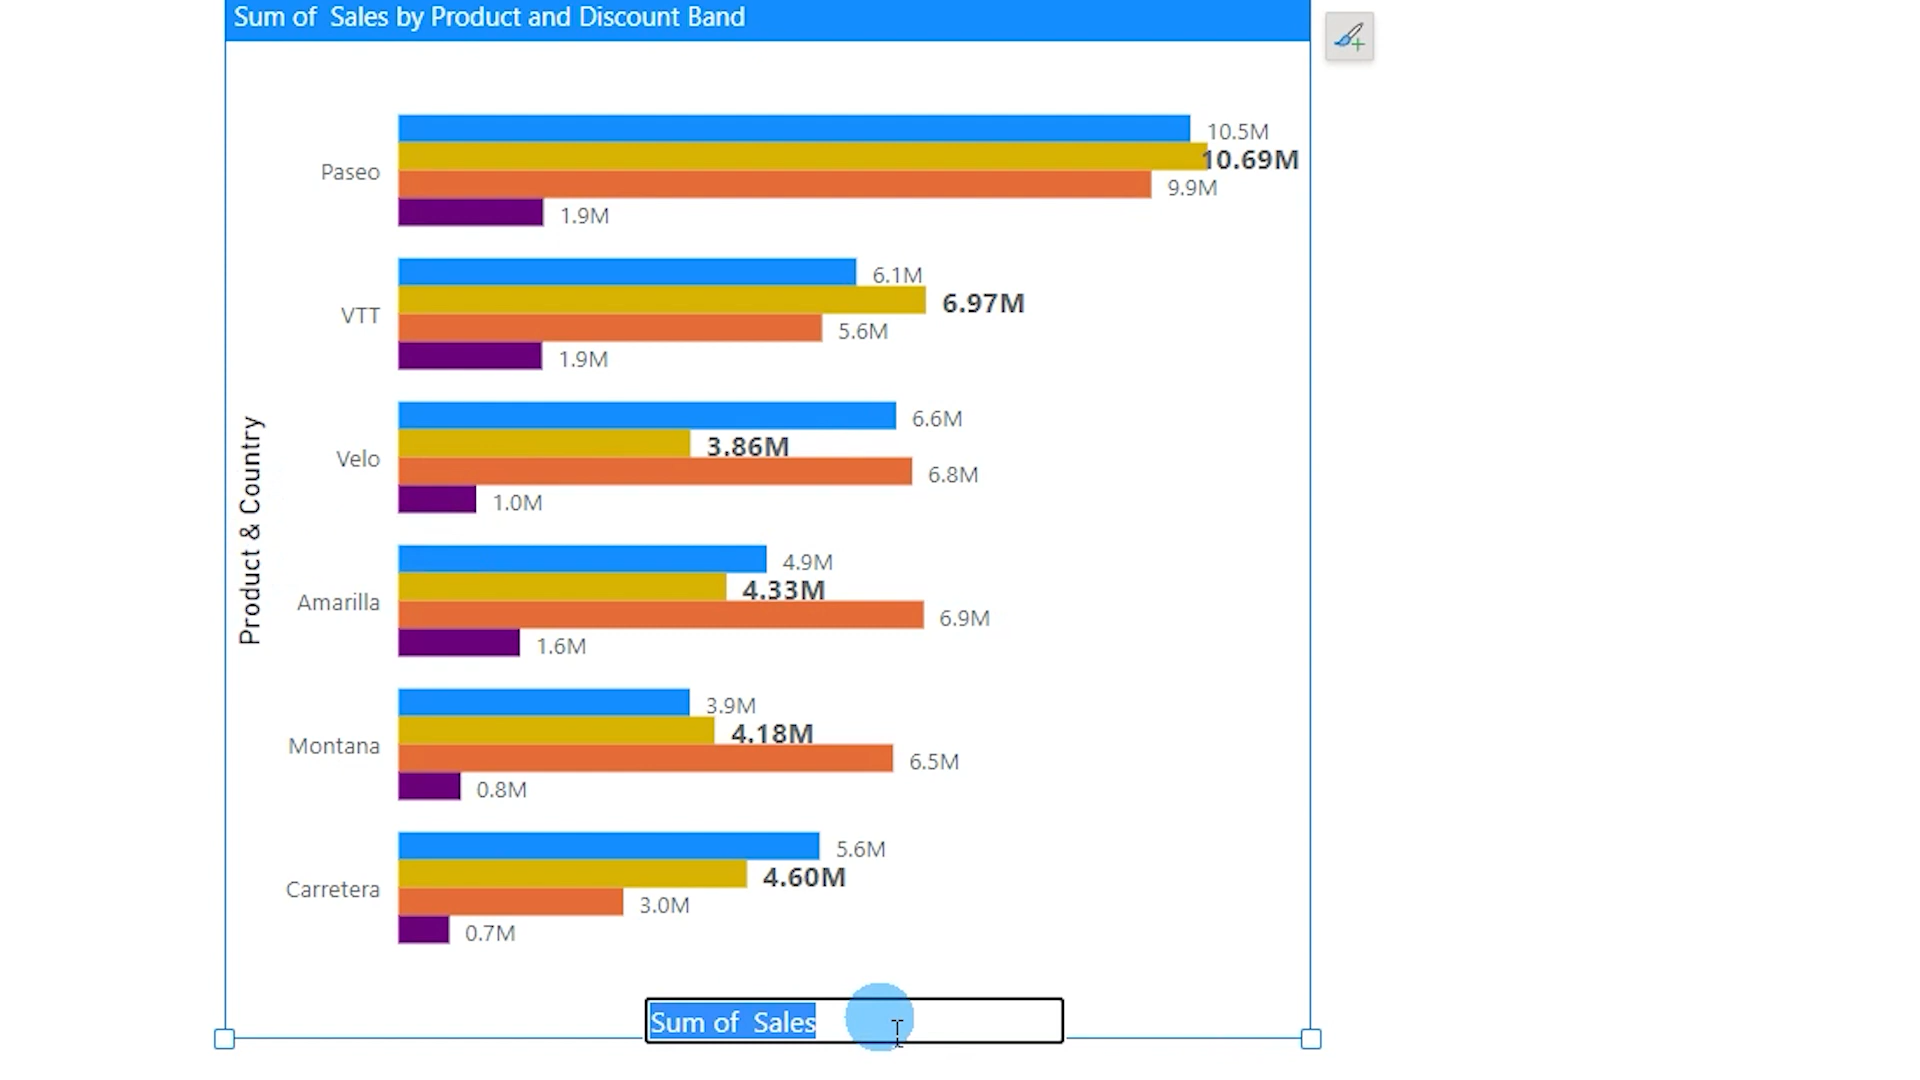 Sum of  Sales by Product and Discount Band
10.5M
10.69M
Paseo
9.9M
1.9M
6.1M
6.97M
VTT
5.6M
1.9M
6.6M
3.86M
Velo
6.8M
1.0M
Product & Country
4.9M
4.33M
Amarilla
6.9M
1.6M
3.9M
4.18M
Montana
6.5M
0.8M
5.6M
4.60M
Carretera
3.0M
0.7M
Sum of  Sales